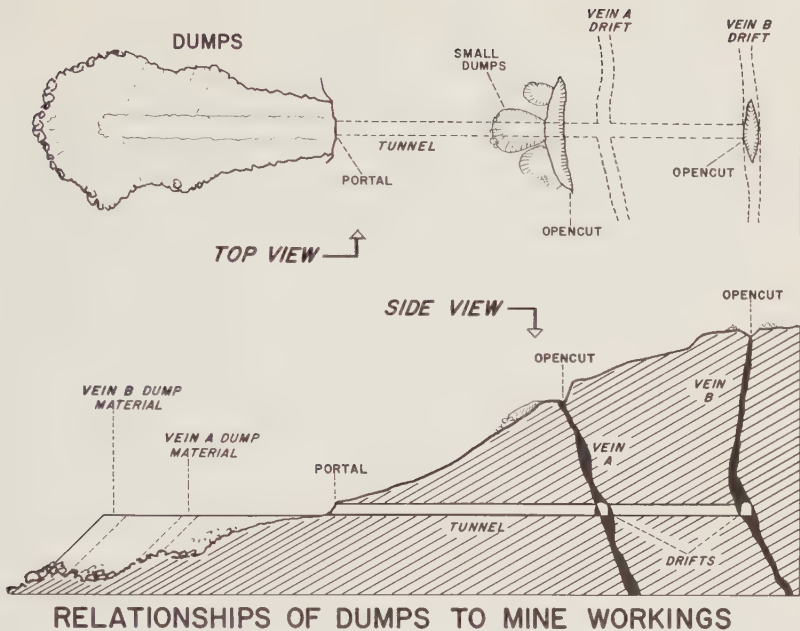 DUMPS
VEIN A
DRIFT
VEIN B
DRIFT
SMALL
DUMPS
TUNNEL
PORTAL
OPENCUT
OPENCUT
TOP VIEW
SIDE VIEW
OPENCUT
OPENCUT
VEIN B DUMP
MATERIAL
VEIN B
VEIN A DUMP
MATERIAL
VEIN
A
PORTAL
TUNNEL
DRIFTS
RELATIONSHIPS OF DUMPS TO MINE WORKINGS